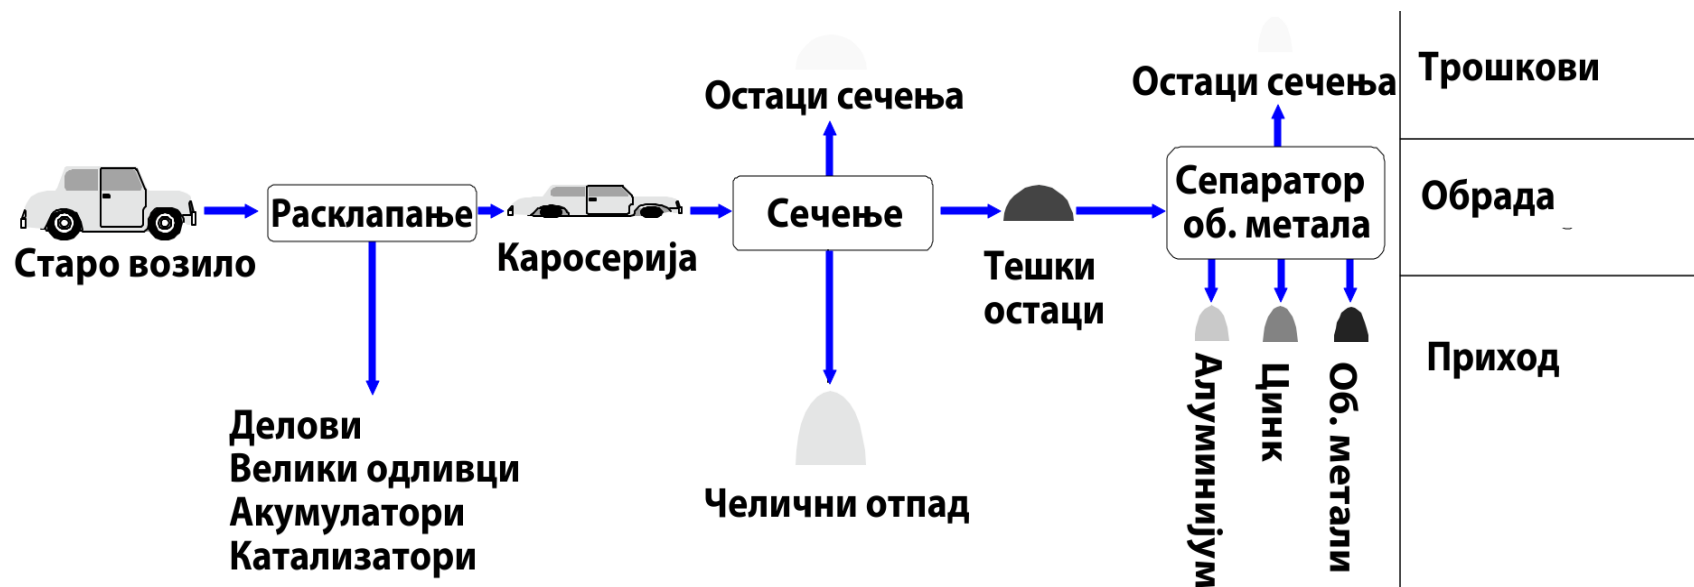 Старо возило
Расклапање
Делови
Велики одливци
Акумулатори
Катализатори
Каросерија
Остаци сечења
Сечење
Челични отпад
Тешки
остаци
Остаци сечења
Сепаратор
об. метала
Алуминијум
Цинк
Об. метали
Трошкови
Обрада
Приход